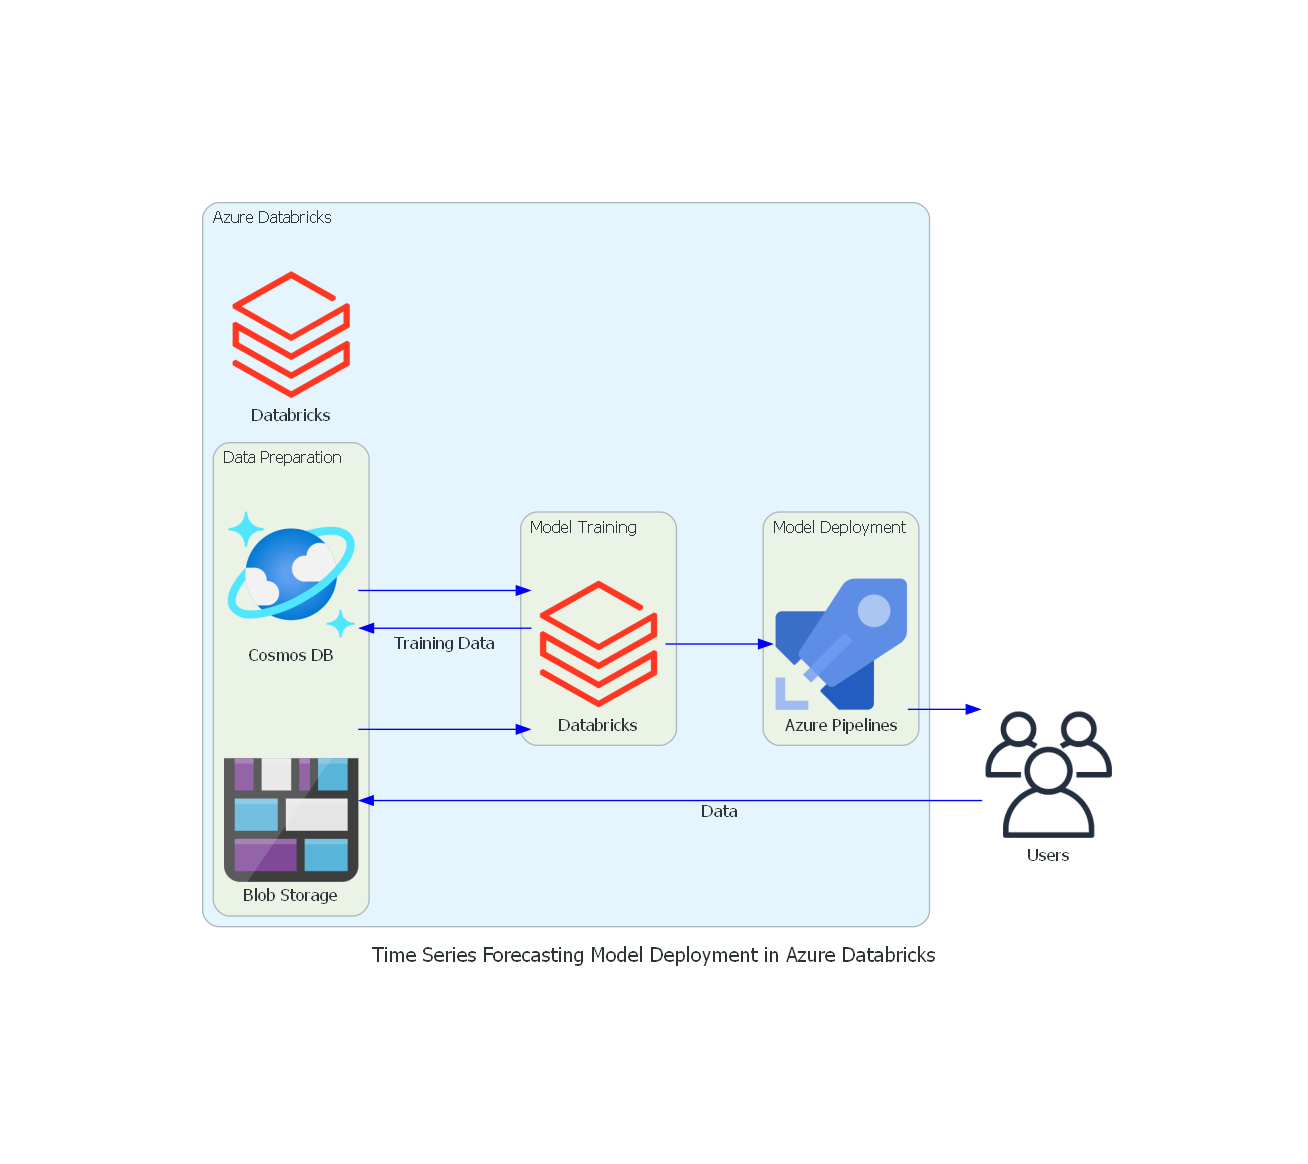 Azure Databricks
Databricks
Data Preparation
Cosmos DB
Training Data
Model Training
Databricks
Model Deployment
Azure Pipelines
Blob Storage
Data
Users
Time Series Forecasting Model Deployment in Azure Databricks